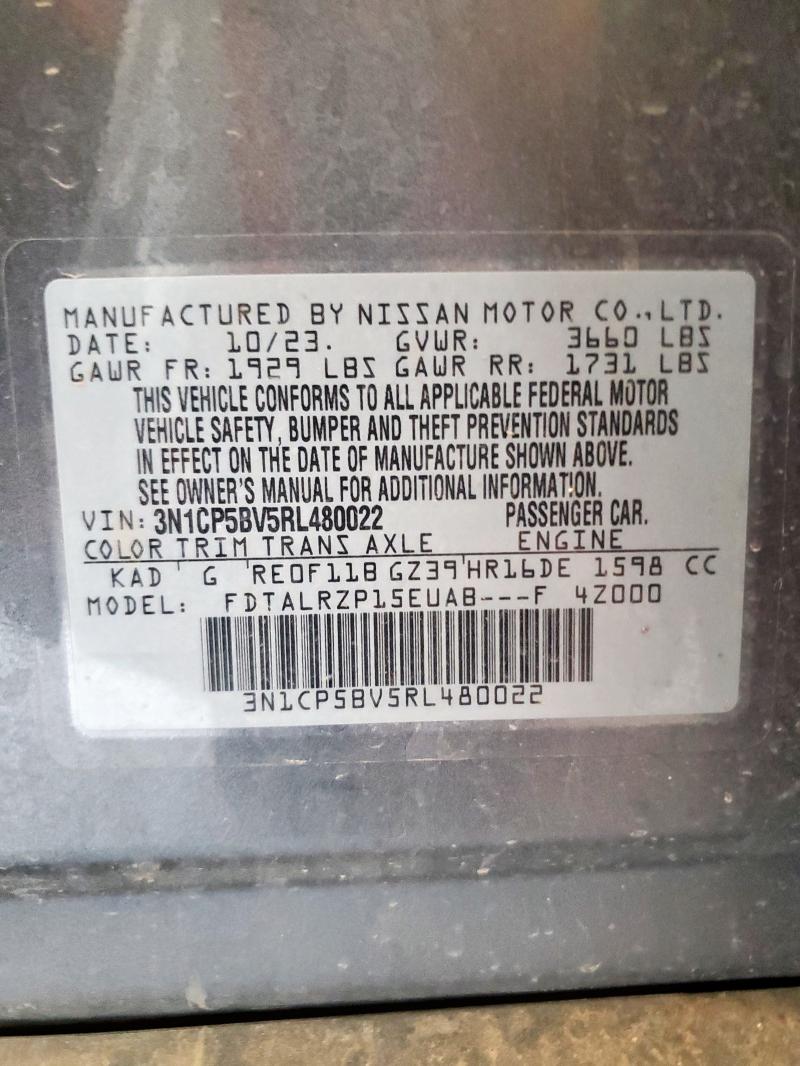 MANUFACTURED BY NISSAN MOTOR CO.,LTD.
DATE: 10/23. GVWR: 3660 LBS
GAWR FR: 1929 LBS GAWR RR: 1731 LBS
THIS VEHICLE CONFORMS TO ALL APPLICABLE FEDERAL MOTOR
VEHICLE SAFETY, BUMPER AND THEFT PREVENTION STANDARDS
IN EFFECT ON THE DATE OF MANUFACTURE SHOWN ABOVE.
SEE OWNER'S MANUAL FOR ADDITIONAL INFORMATION.
VIN: 3N1CP5BV5RL480022 PASSENGER CAR.
COLOR TRIM TRANS AXLE ENGINE
KAD G RE0F11B GZ39 HR16DE 1598 CC
MODEL: FDTALRZP15EUAB---F 4Z000
3N1CP5BV5RL480022